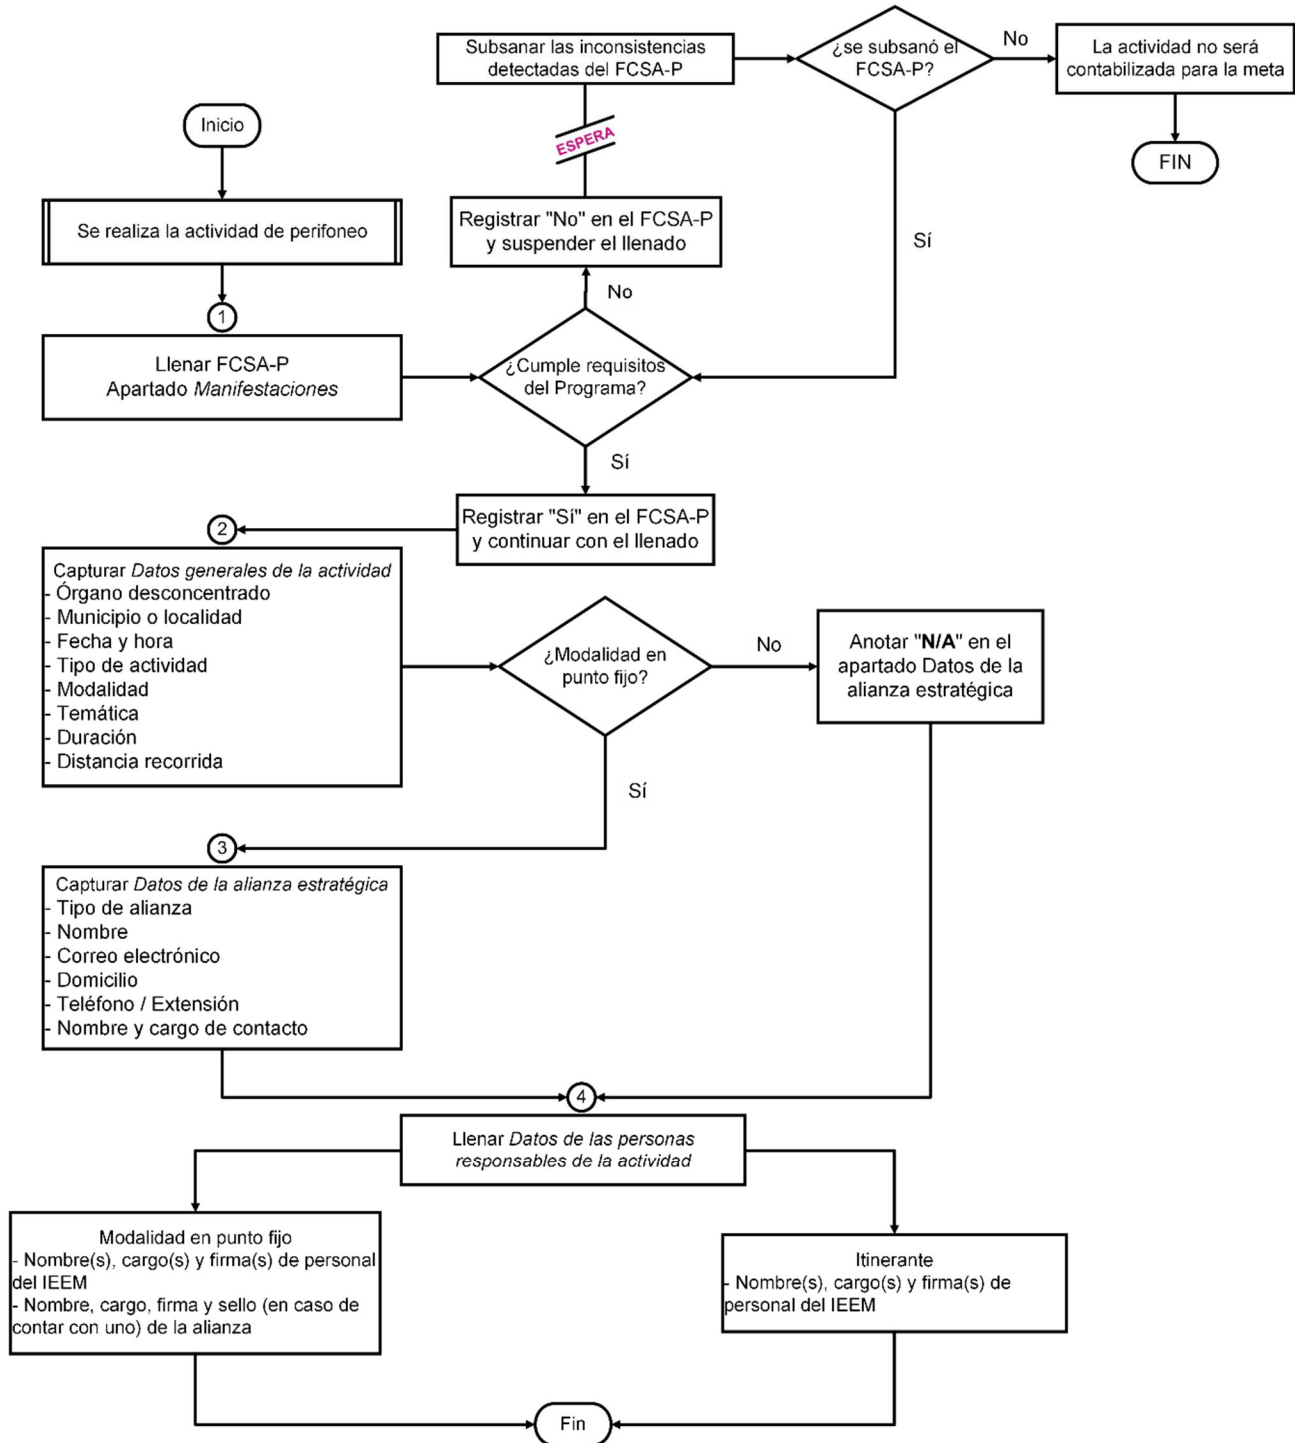 Subsanar las inconsistencias
detectadas del FCSA-P
¿se subsanó el
FCSA-P?
No
La actividad no será
contabilizada para la meta
FIN
Inicio
ESPERA
Se realiza la actividad de perifoneo
Registrar "No" en el FCSA-P
y suspender el llenado
Sí
No
1
Llenar FCSA-P
Apartado Manifestaciones
¿Cumple requisitos
del Programa?
Sí
Registrar "Sí" en el FCSA-P
y continuar con el llenado
2
Capturar Datos generales de la actividad
- Órgano desconcentrado
- Municipio o localidad
- Fecha y hora
- Tipo de actividad
- Modalidad
- Temática
- Duración
- Distancia recorrida
¿Modalidad en
punto fijo?
No
Anotar "N/A" en el
apartado Datos de la
alianza estratégica
Sí
3
Capturar Datos de la alianza estratégica
- Tipo de alianza
- Nombre
- Correo electrónico
- Domicilio
- Teléfono / Extensión
- Nombre y cargo de contacto
4
Llenar Datos de las personas
responsables de la actividad
Modalidad en punto fijo
- Nombre(s), cargo(s) y firma(s) de personal
del IEEM
- Nombre, cargo, firma y sello (en caso de
contar con uno) de la alianza
Itinerante
- Nombre(s), cargo(s) y firma(s) de
personal del IEEM
Fin